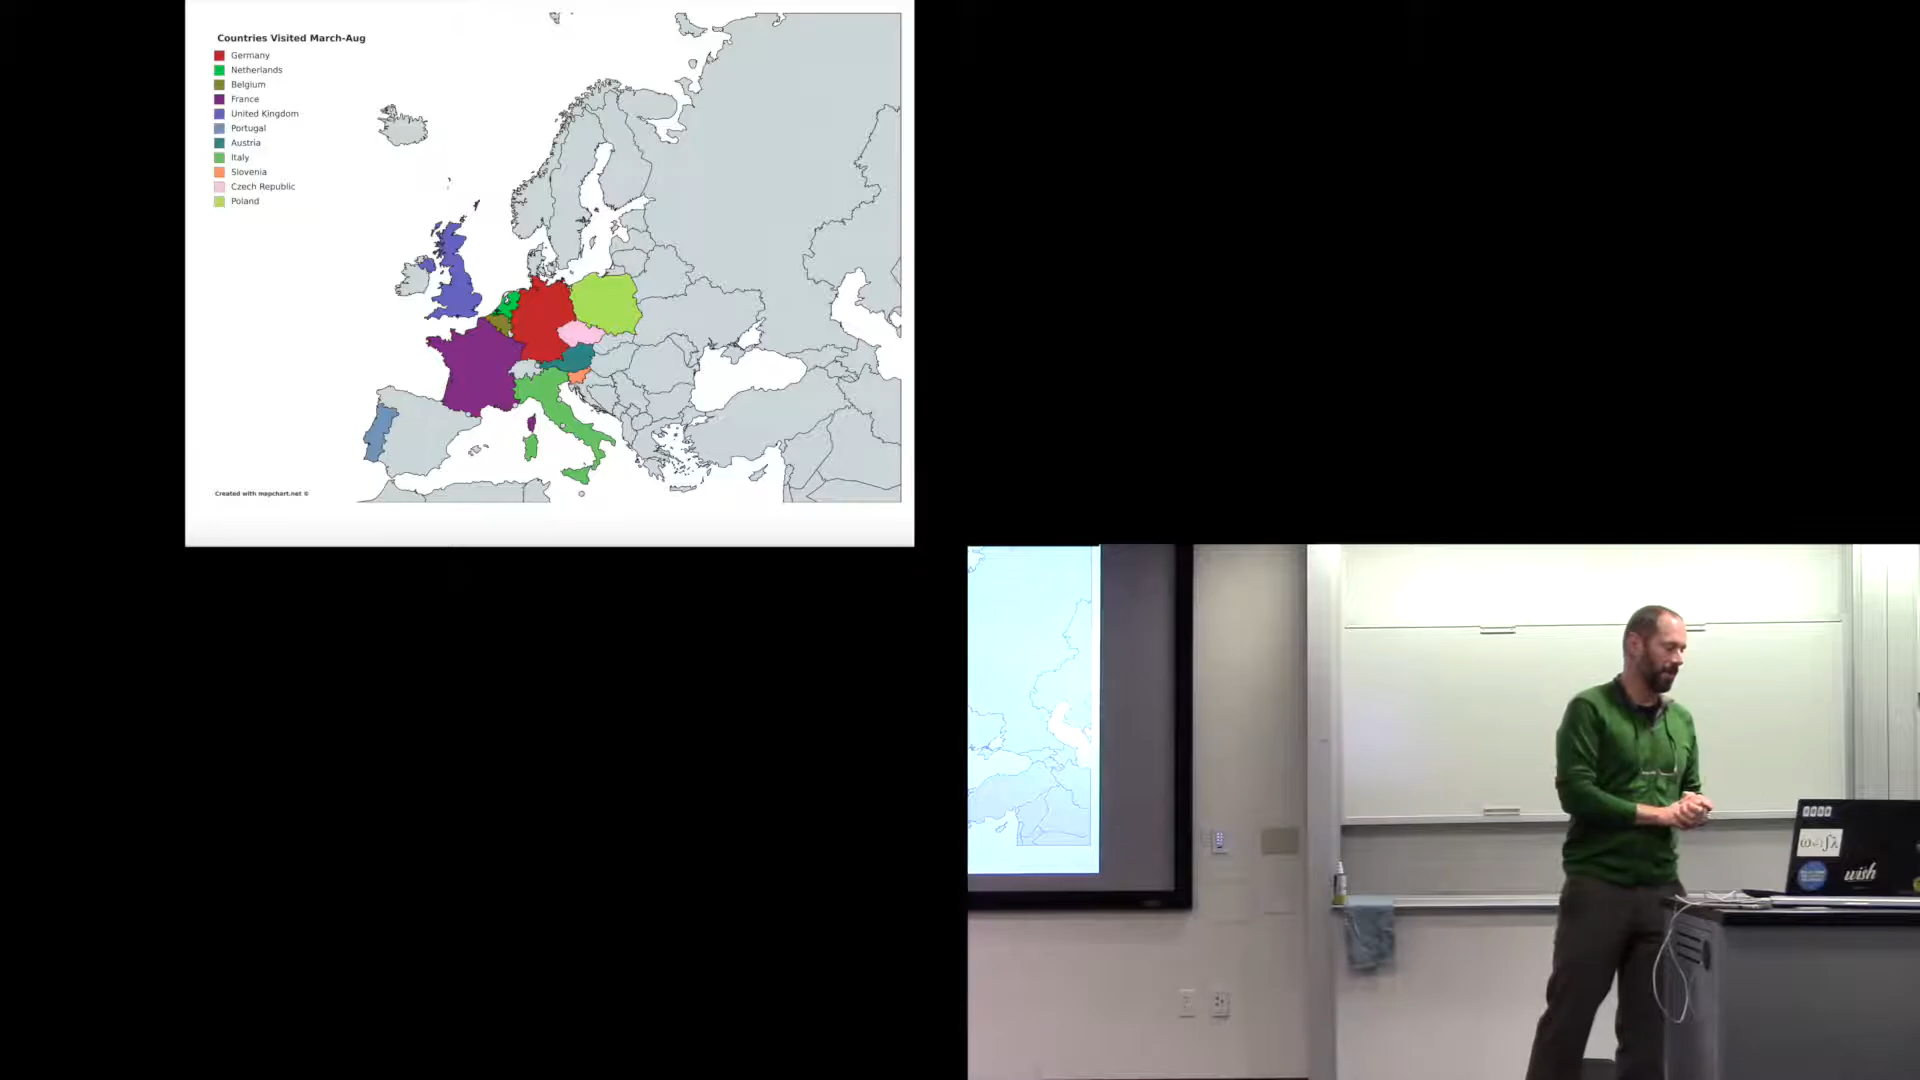 Countries Visited March-Aug
Germany
Netherlands
Belgium
France
United Kingdom
Portugal
Austria
Italy
Slovenia
Czech Republic
Poland
Created with mapchart.net ©
wish